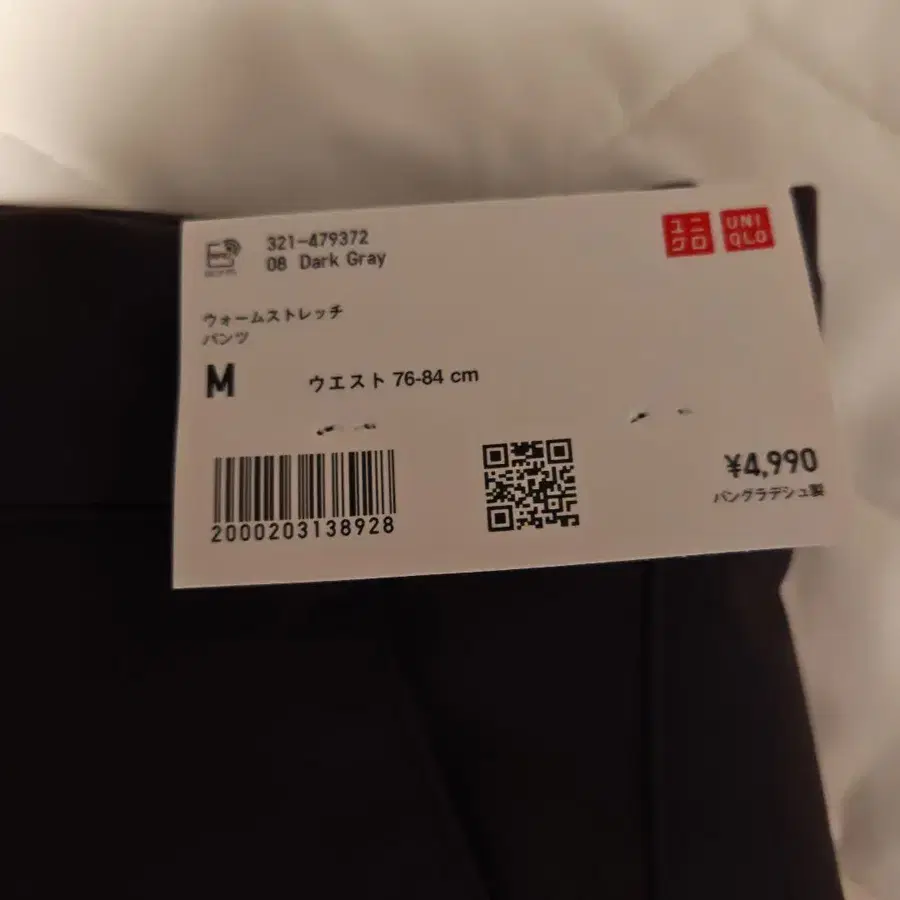 321-479372
08 Dark Gray
ユニ
クロ
UNI
QLO
ウォームストレッチ
パンツ
M
ウエスト 76-84 cm
2000203138928
¥4,990
バングラデシュ製